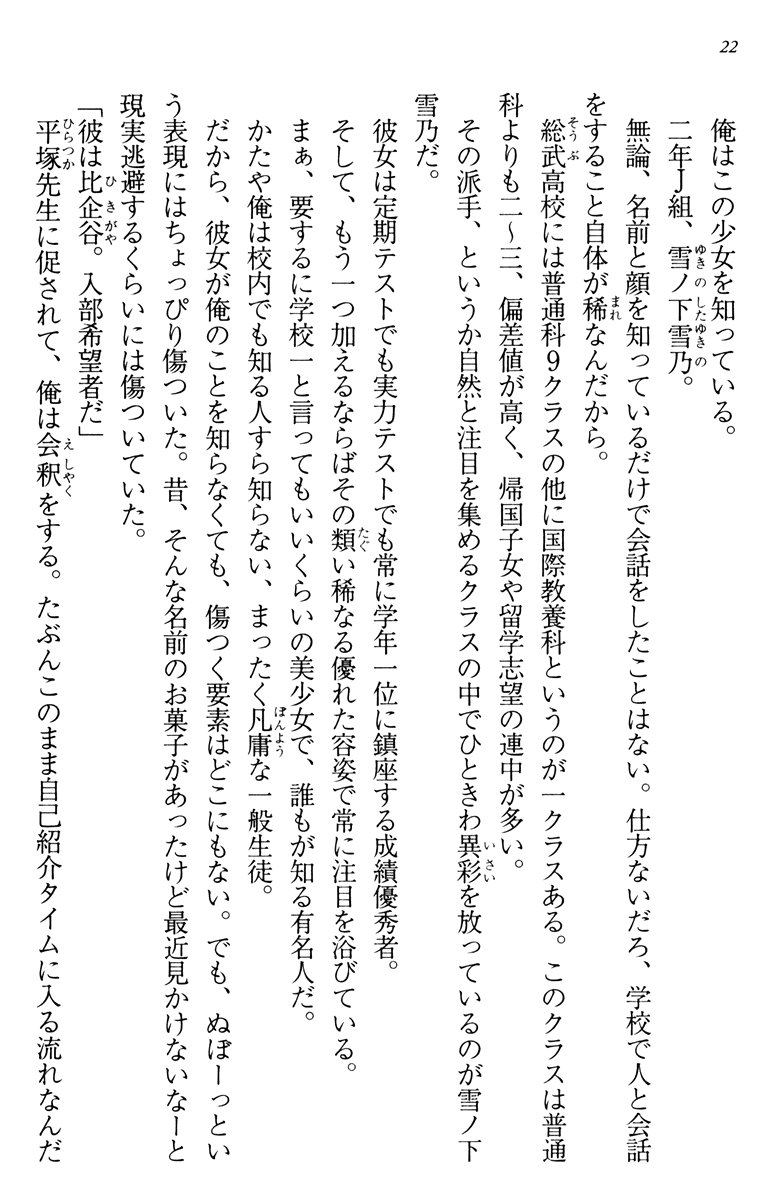 22
俺はこの少女を知っている。
二年J組、雪ノ下雪乃。
無論、名前と顔を知っているだけで会話をしたことはない。仕方ないだろ、学校で人と会話
をすること自体が稀なんだから。
総武高校には普通科9クラスの他に国際教養科というのが一クラスある。このクラスは普通
科よりも二～三、偏差値が高く、帰国子女や留学志望の連中が多い。
その派手、というか自然と注目を集めるクラスの中でひときわ異彩を放っているのが雪ノ下
雪乃だ。
彼女は定期テストでも実力テストでも常に学年一位に鎮座する成績優秀者。
そして、もう一つ加えるならばその類い稀なる優れた容姿で常に注目を浴びている。
まぁ、要するに学校一と言ってもいいくらいの美少女で、誰もが知る有名人だ。
かたや俺は校内でも知る人すら知らない、まったく凡庸な一般生徒。
だから、彼女が俺のことを知らなくても、傷つく要素はどこにもない。でも、ぬぼーっとい
う表現にはちょっぴり傷ついた。昔、そんな名前のお菓子があったけど最近見かけないなーと
現実逃避するくらいには傷ついていた。
「彼は比企谷。入部希望者だ」
平塚先生に促されて、俺は会釈をする。たぶんこのまま自己紹介タイムに入る流れなんだ